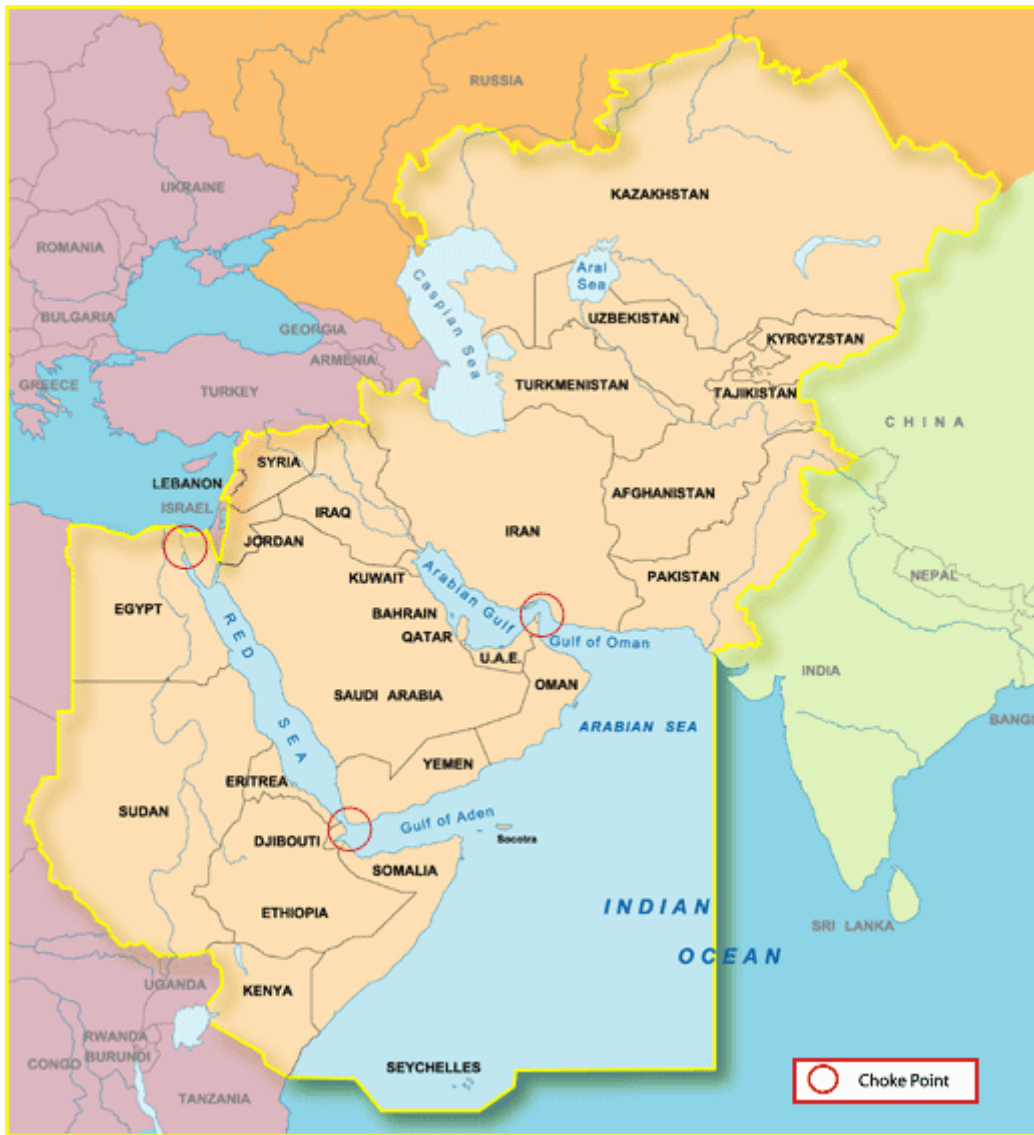 RUSSIA
KAZAKHSTAN
UKRAINE
ROMANIA
Caspian Sea
Aral
Sea
BULGARIA
UZBEKISTAN
GEORGIA
KYRGYZSTAN
ARMENIA
GREECE
TURKEY
TURKMENISTAN
TAJIKISTAN
CHINA
SYRIA
LEBANON
AFGHANISTAN
ISRAEL
IRAQ
IRAN
JORDAN
PAKISTAN
NEPAL
KUWAIT
Arabian Gulf
EGYPT
RED
SEA
BAHRAIN
QATAR
Gulf of Oman
U.A.E.
INDIA
OMAN
SAUDI ARABIA
ARABIAN SEA
BANGI
YEMEN
ERITREA
SUDAN
Gulf of Aden
DJIBOUTI
Socotra
SOMALIA
INDIAN
OCEAN
ETHIOPIA
SRI LANKA
UGANDA
KENYA
RWANDA
BURUNDI
CONGO
SEYCHELLES
TANZANIA
Choke Point